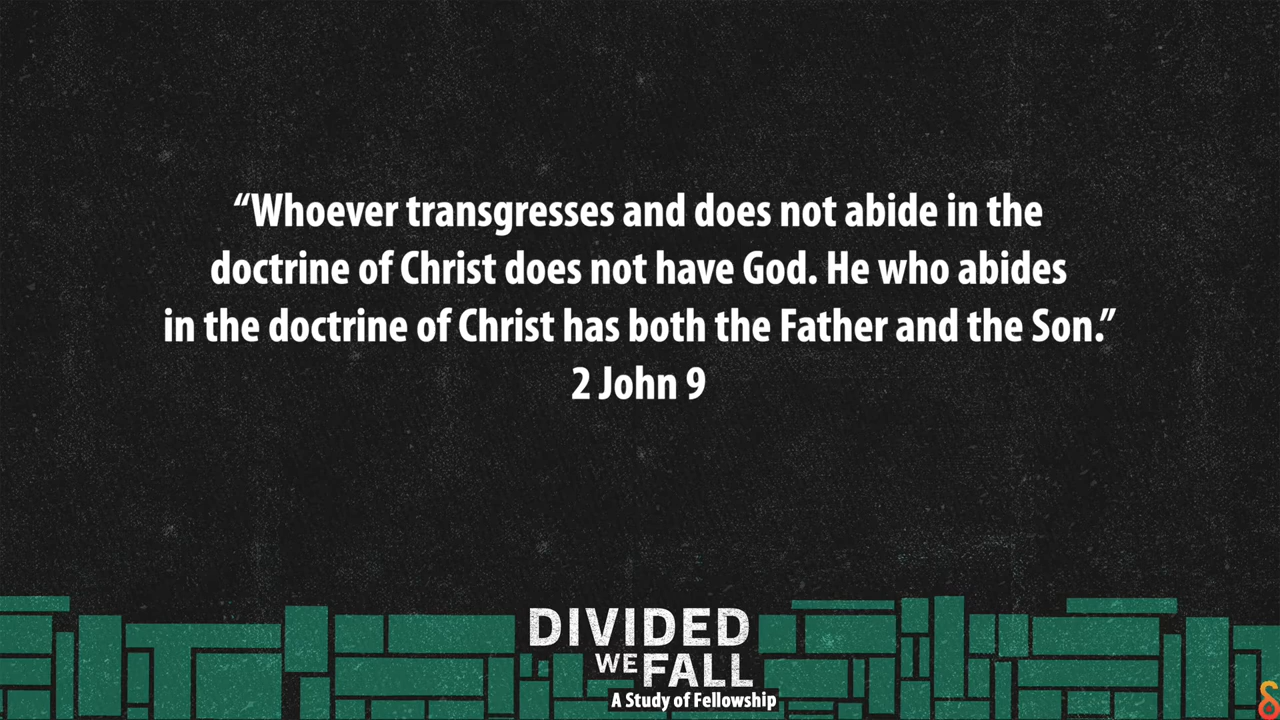 “Whoever transgresses and does not abide in the
doctrine of Christ does not have God. He who abides
in the doctrine of Christ has both the Father and the Son.”
2 John 9
DIVIDED
WE FALL
A Study of Fellowship